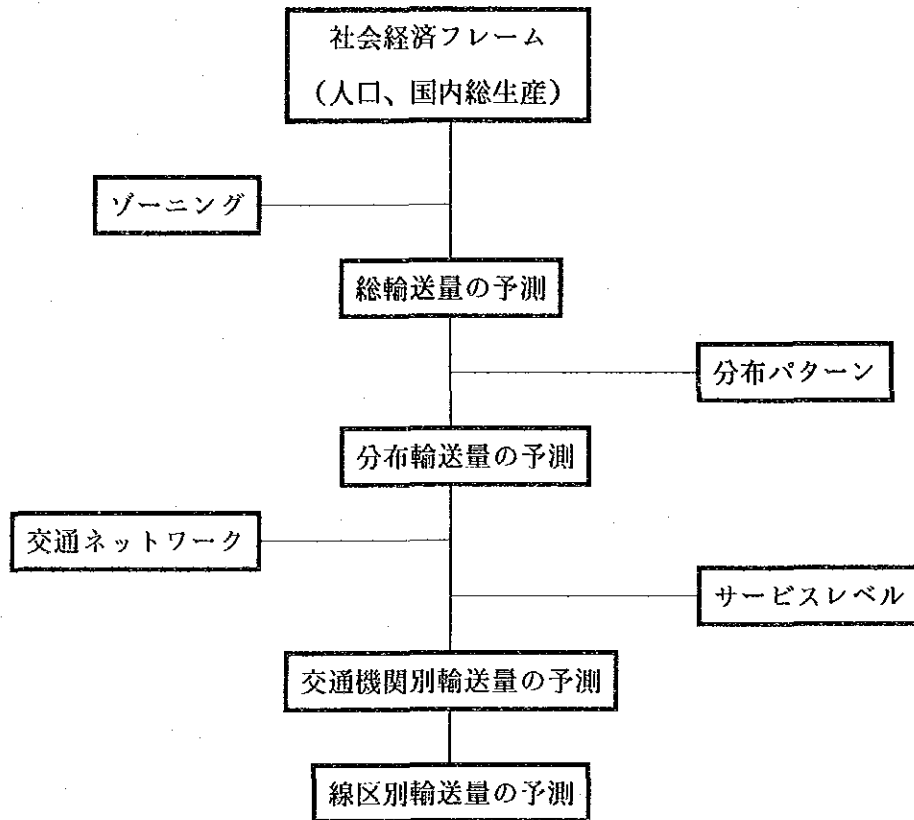 社会経済フレーム
（人口、国内総生産）
ゾーニング
総輸送量の予測
分布パターン
分布輸送量の予測
交通ネットワーク
サービスレベル
交通機関別輸送量の予測
線区別輸送量の予測